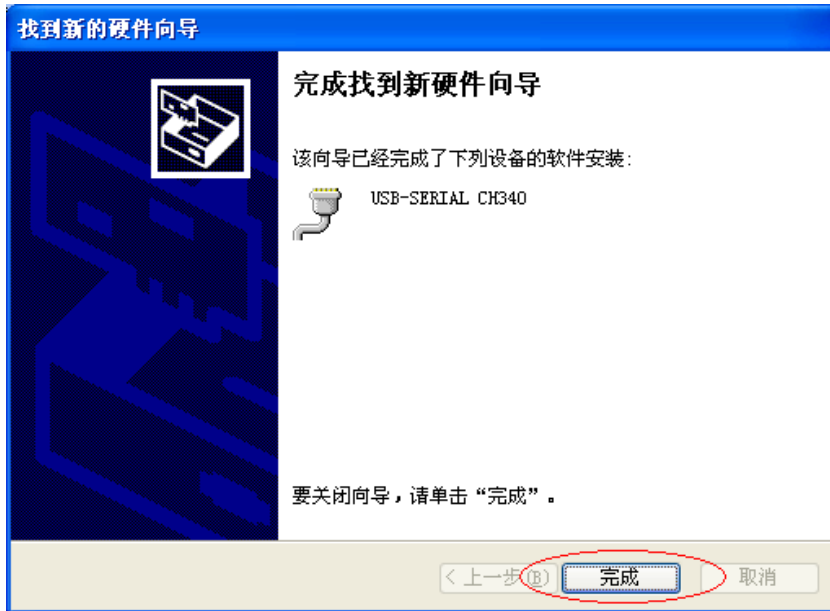 找到新的硬件向导
完成找到新硬件向导
该向导已经完成了下列设备的软件安装:
USB-SERIAL CH340
要关闭向导，请单击“完成”。
< 上一步(B) 完成 取消